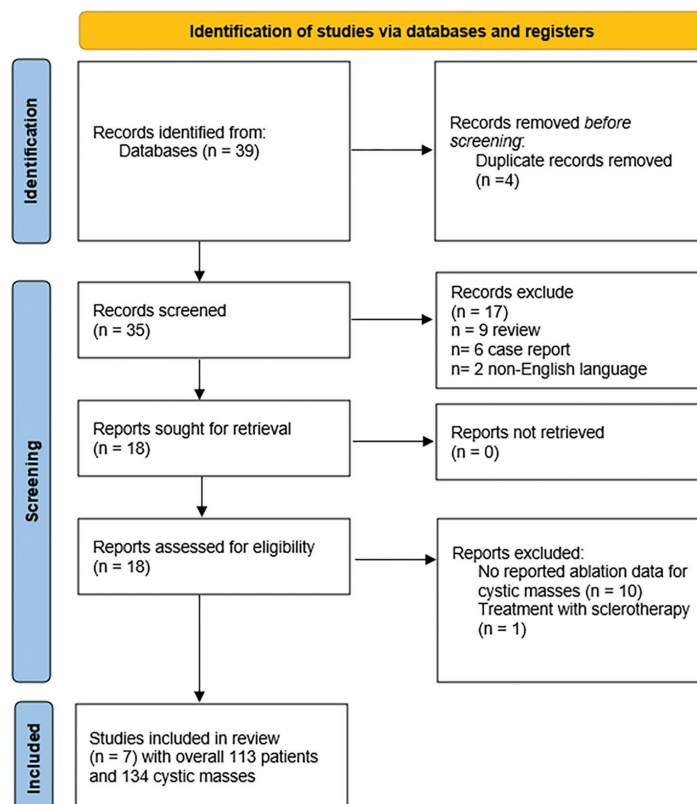 Identification of studies via databases and registers
Identification
Records identified from:
Databases (n = 39)
Records removed before
screening:
Duplicate records removed
(n =4)
Screening
Records screened
(n = 35)
Records exclude
(n = 17)
n = 9 review
n= 6 case report
n= 2 non-English language
Reports sought for retrieval
(n = 18)
Reports not retrieved
(n = 0)
Reports assessed for eligibility
(n = 18)
Reports excluded:
No reported ablation data for
cystic masses (n = 10)
Treatment with sclerotherapy
(n = 1)
Included
Studies included in review
(n = 7) with overall 113 patients
and 134 cystic masses